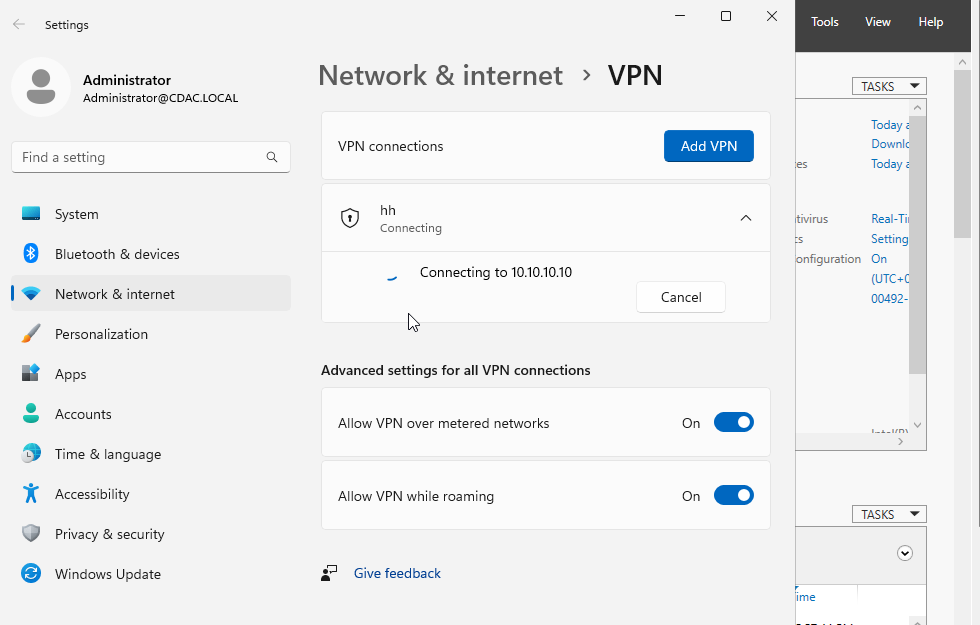 Settings
Administrator
Administrator@CDAC.LOCAL
Find a setting
System
Bluetooth & devices
Network & internet
Personalization
Apps
Accounts
Time & language
Accessibility
Privacy & security
Windows Update
Network & internet › VPN
VPN connections
Add VPN
hh
Connecting
Connecting to 10.10.10.10
Cancel
Advanced settings for all VPN connections
Allow VPN over metered networks
On
Allow VPN while roaming
On
Give feedback
Tools View Help
TASKS
Today a
Downlo
es Today a
tivirus Real-Ti
cs Setting
onfiguration On
(UTC+0
00492-
Intel(R)
TASKS
ime